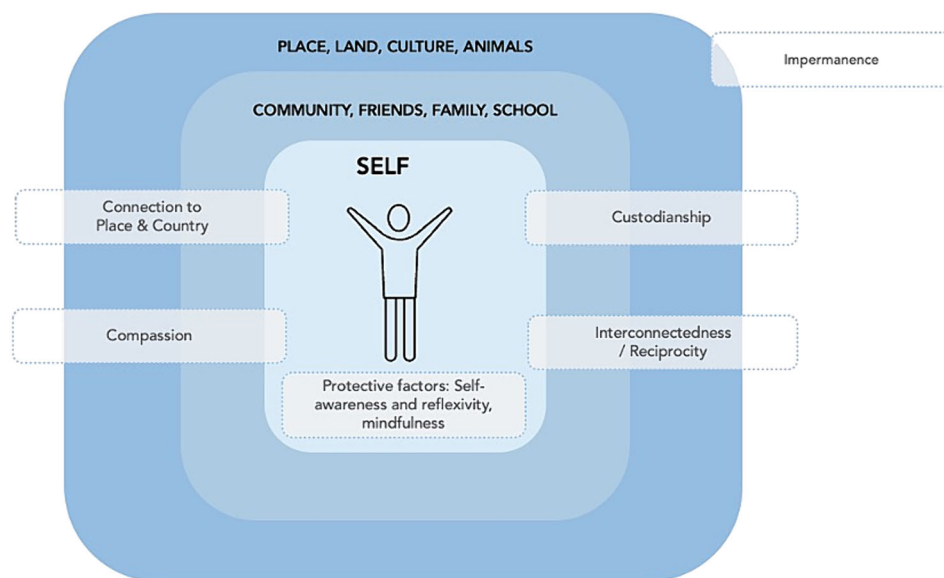 PLACE, LAND, CULTURE, ANIMALS
Impermanence
COMMUNITY, FRIENDS, FAMILY, SCHOOL
SELF
Connection to
Place & Country
Custodianship
Compassion
Interconnectedness
/ Reciprocity
Protective factors: Self-
awareness and reflexivity,
mindfulness